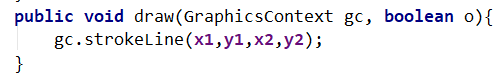 public void draw(GraphicsContext gc, boolean o){
    gc.strokeLine(x1,y1,x2,y2);
}